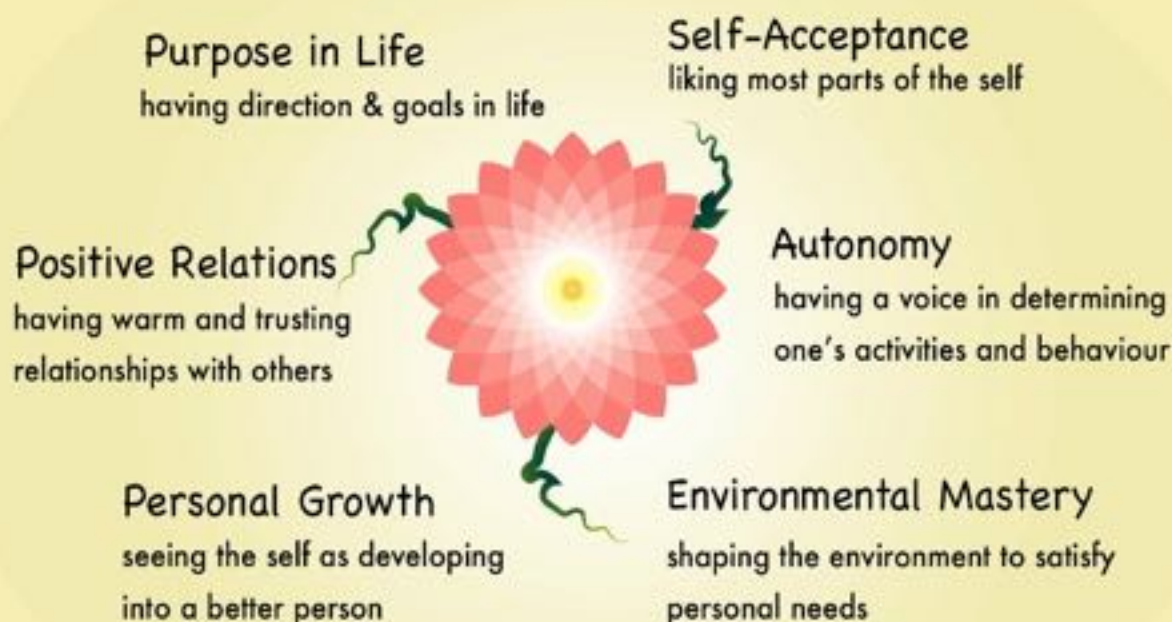 Purpose in Life
having direction & goals in life
Self-Acceptance
liking most parts of the self
Positive Relations
having warm and trusting
relationships with others
Autonomy
having a voice in determining
one's activities and behaviour
Personal Growth
seeing the self as developing
into a better person
Environmental Mastery
shaping the environment to satisfy
personal needs